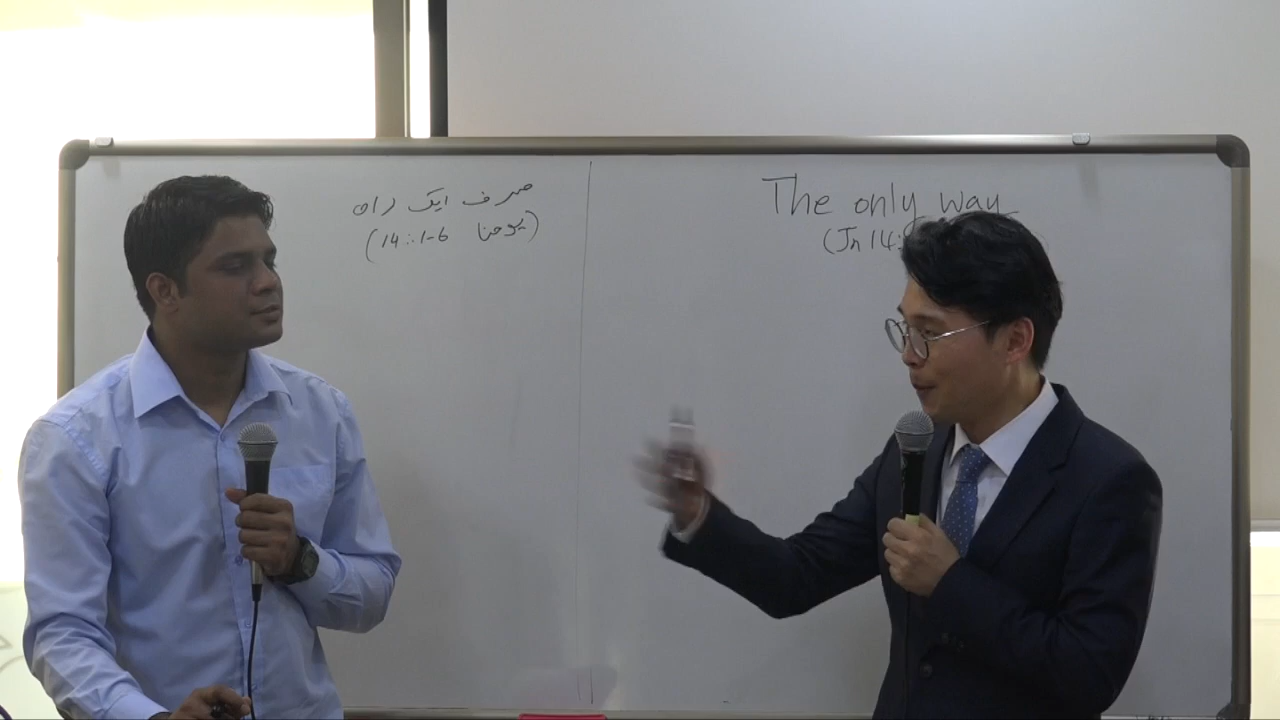 صرف ایک راہ
(یوحنا 14:1-6)
The only way
(Jn 14: